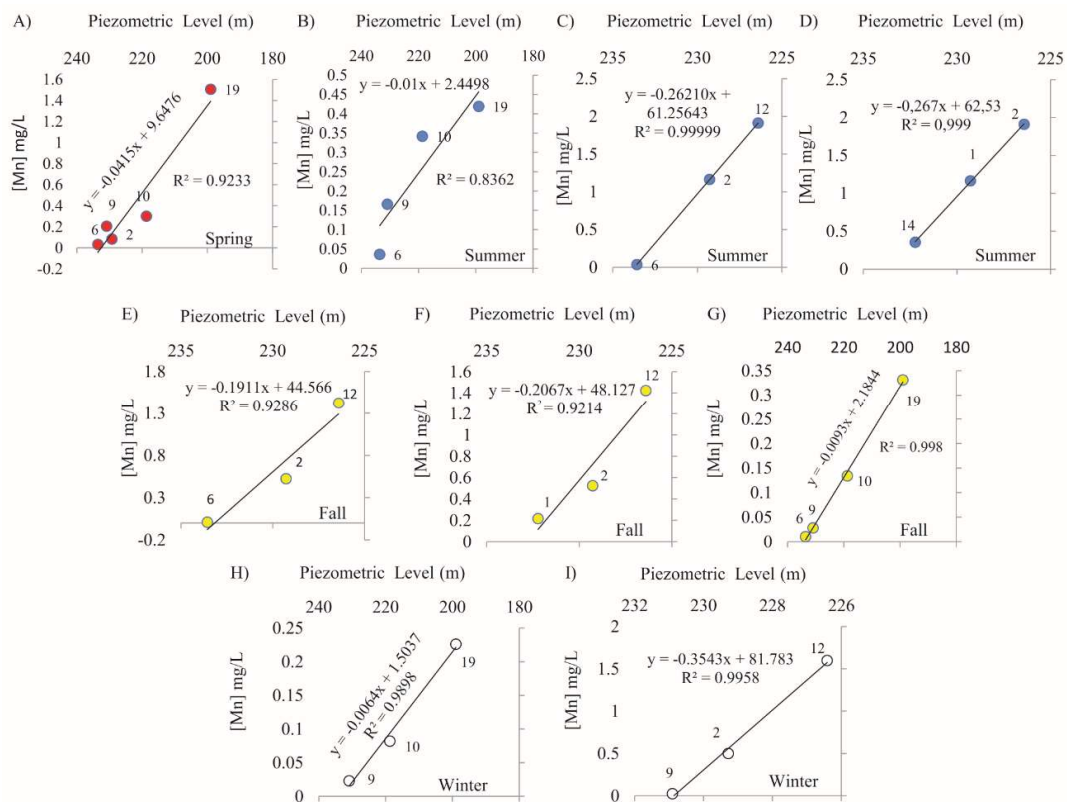 A)
Piezometric Level (m)
240 220 200
1.6
1.4
1.2
1
0.8
0.6
0.4
0.2
0
-0.2
[Mn] mg/L
y = -0.0415x + 9.6476
R² = 0.9233
19
9
10
6
2
Spring
B)
Piezometric Level (m)
240 220 200
0.5
0.45
0.4
0.35
0.3
0.25
0.2
0.15
0.1
0.05
0
[Mn] mg/L
y = -0.01x + 2.4498
19
10
R² = 0.8362
9
6
Summer
C)
Piezometric Level (m)
235 230 225
2.5
2
1.5
1
0.5
0
[Mn] mg/L
y = -0.26210x +
61.25643
R² = 0.99999
12
2
6
Summer
D)
Piezometric Level (m)
235 230 225
2.5
2
1.5
1
0.5
0
[Mn] mg/L
y = -0,267x + 62,53
R² = 0,999
2
1
14
Summer
E)
Piezometric Level (m)
235 230 225
1.8
1.3
0.8
0.3
-0.2
[Mn] mg/L
y = -0.1911x + 44.566
R² = 0.9286
12
2
6
Fall
F)
Piezometric Level (m)
235 230 225
1.6
1.4
1.2
1
0.8
0.6
0.4
0.2
0
[Mn] mg/L
y = -0.2067x + 48.127
R² = 0.9214
12
2
1
Fall
G)
Piezometric Level (m)
240 220 200 180
0.35
0.3
0.25
0.2
0.15
0.1
0.05
0
[Mn] mg/L
y = -0.0093x + 2.1844
R² = 0.998
19
10
9
6
Fall
H)
Piezometric Level (m)
240 220 200 180
0.25
0.2
0.15
0.1
0.05
0
[Mn] mg/L
y = -0.0064x + 1.5037
R² = 0.9898
19
10
9
Winter
I)
Piezometric Level (m)
232 230 228 226
2
1.5
1
0.5
0
[Mn] mg/L
y = -0.3543x + 81.783
R² = 0.9958
12
2
9
Winter